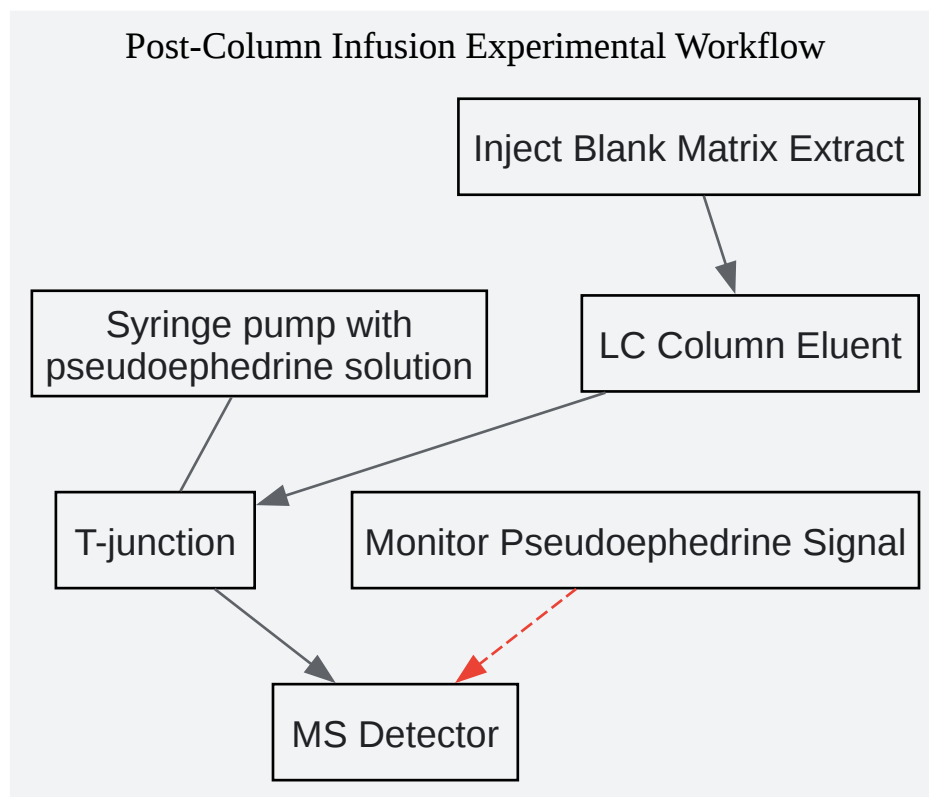 Post-Column Infusion Experimental Workflow
Inject Blank Matrix Extract
Syringe pump with
pseudoephedrine solution
LC Column Eluent
T-junction
Monitor Pseudoephedrine Signal
MS Detector